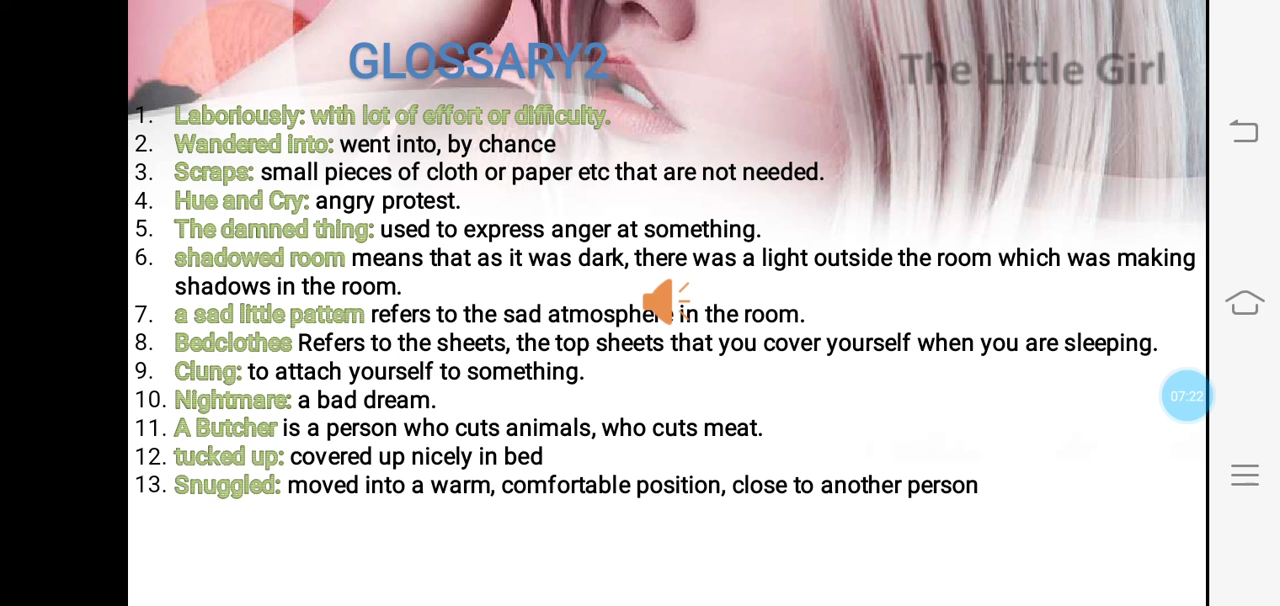 GLOSSARY2
The Little Girl
1. Laboriously: with lot of effort or difficulty.
2. Wandered into: went into, by chance
3. Scraps: small pieces of cloth or paper etc that are not needed.
4. Hue and Cry: angry protest.
5. The damned thing: used to express anger at something.
6. shadowed room means that as it was dark, there was a light outside the room which was making
shadows in the room.
7. a sad little pattern refers to the sad atmosphere in the room.
8. Bedclothes Refers to the sheets, the top sheets that you cover yourself when you are sleeping.
9. Clung: to attach yourself to something.
10. Nightmare: a bad dream.
11. A Butcher is a person who cuts animals, who cuts meat.
12. tucked up: covered up nicely in bed
13. Snuggled: moved into a warm, comfortable position, close to another person
07:22